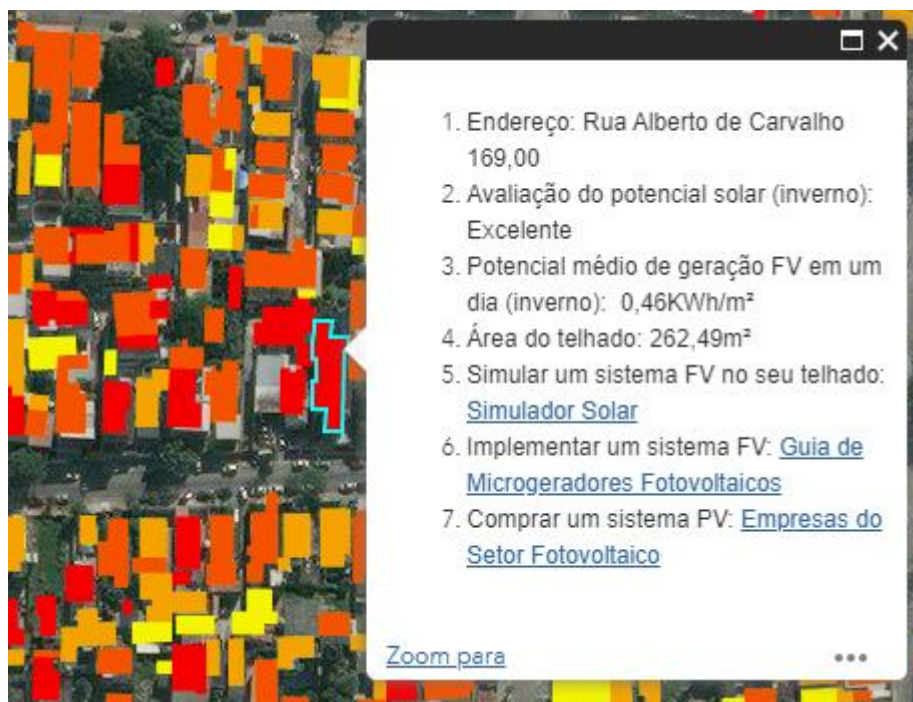 1. Endereço: Rua Alberto de Carvalho
169,00
2. Avaliação do potencial solar (inverno):
Excelente
3. Potencial médio de geração FV em um
dia (inverno): 0,46KWh/m²
4. Área do telhado: 262,49m²
5. Simular um sistema FV no seu telhado:
Simulador Solar
6. Implementar um sistema FV: Guia de
Microgeradores Fotovoltaicos
7. Comprar um sistema PV: Empresas do
Setor Fotovoltaico
Zoom para